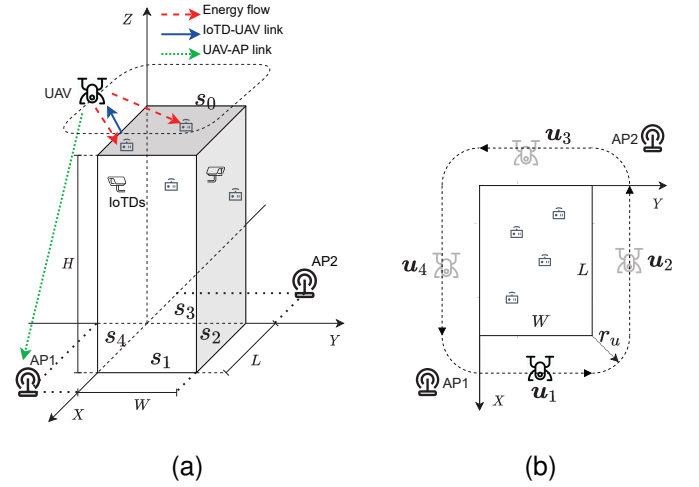 Z
Energy flow
IoTD-UAV link
UAV-AP link
UAV
s₀
IoTDs
H
AP2
s₃
s₄
s₂
Y
s₁
L
AP1
W
X
(a)
u₃
AP2
Y
u₄
L
u₂
W
r_u
AP1
u₁
X
(b)